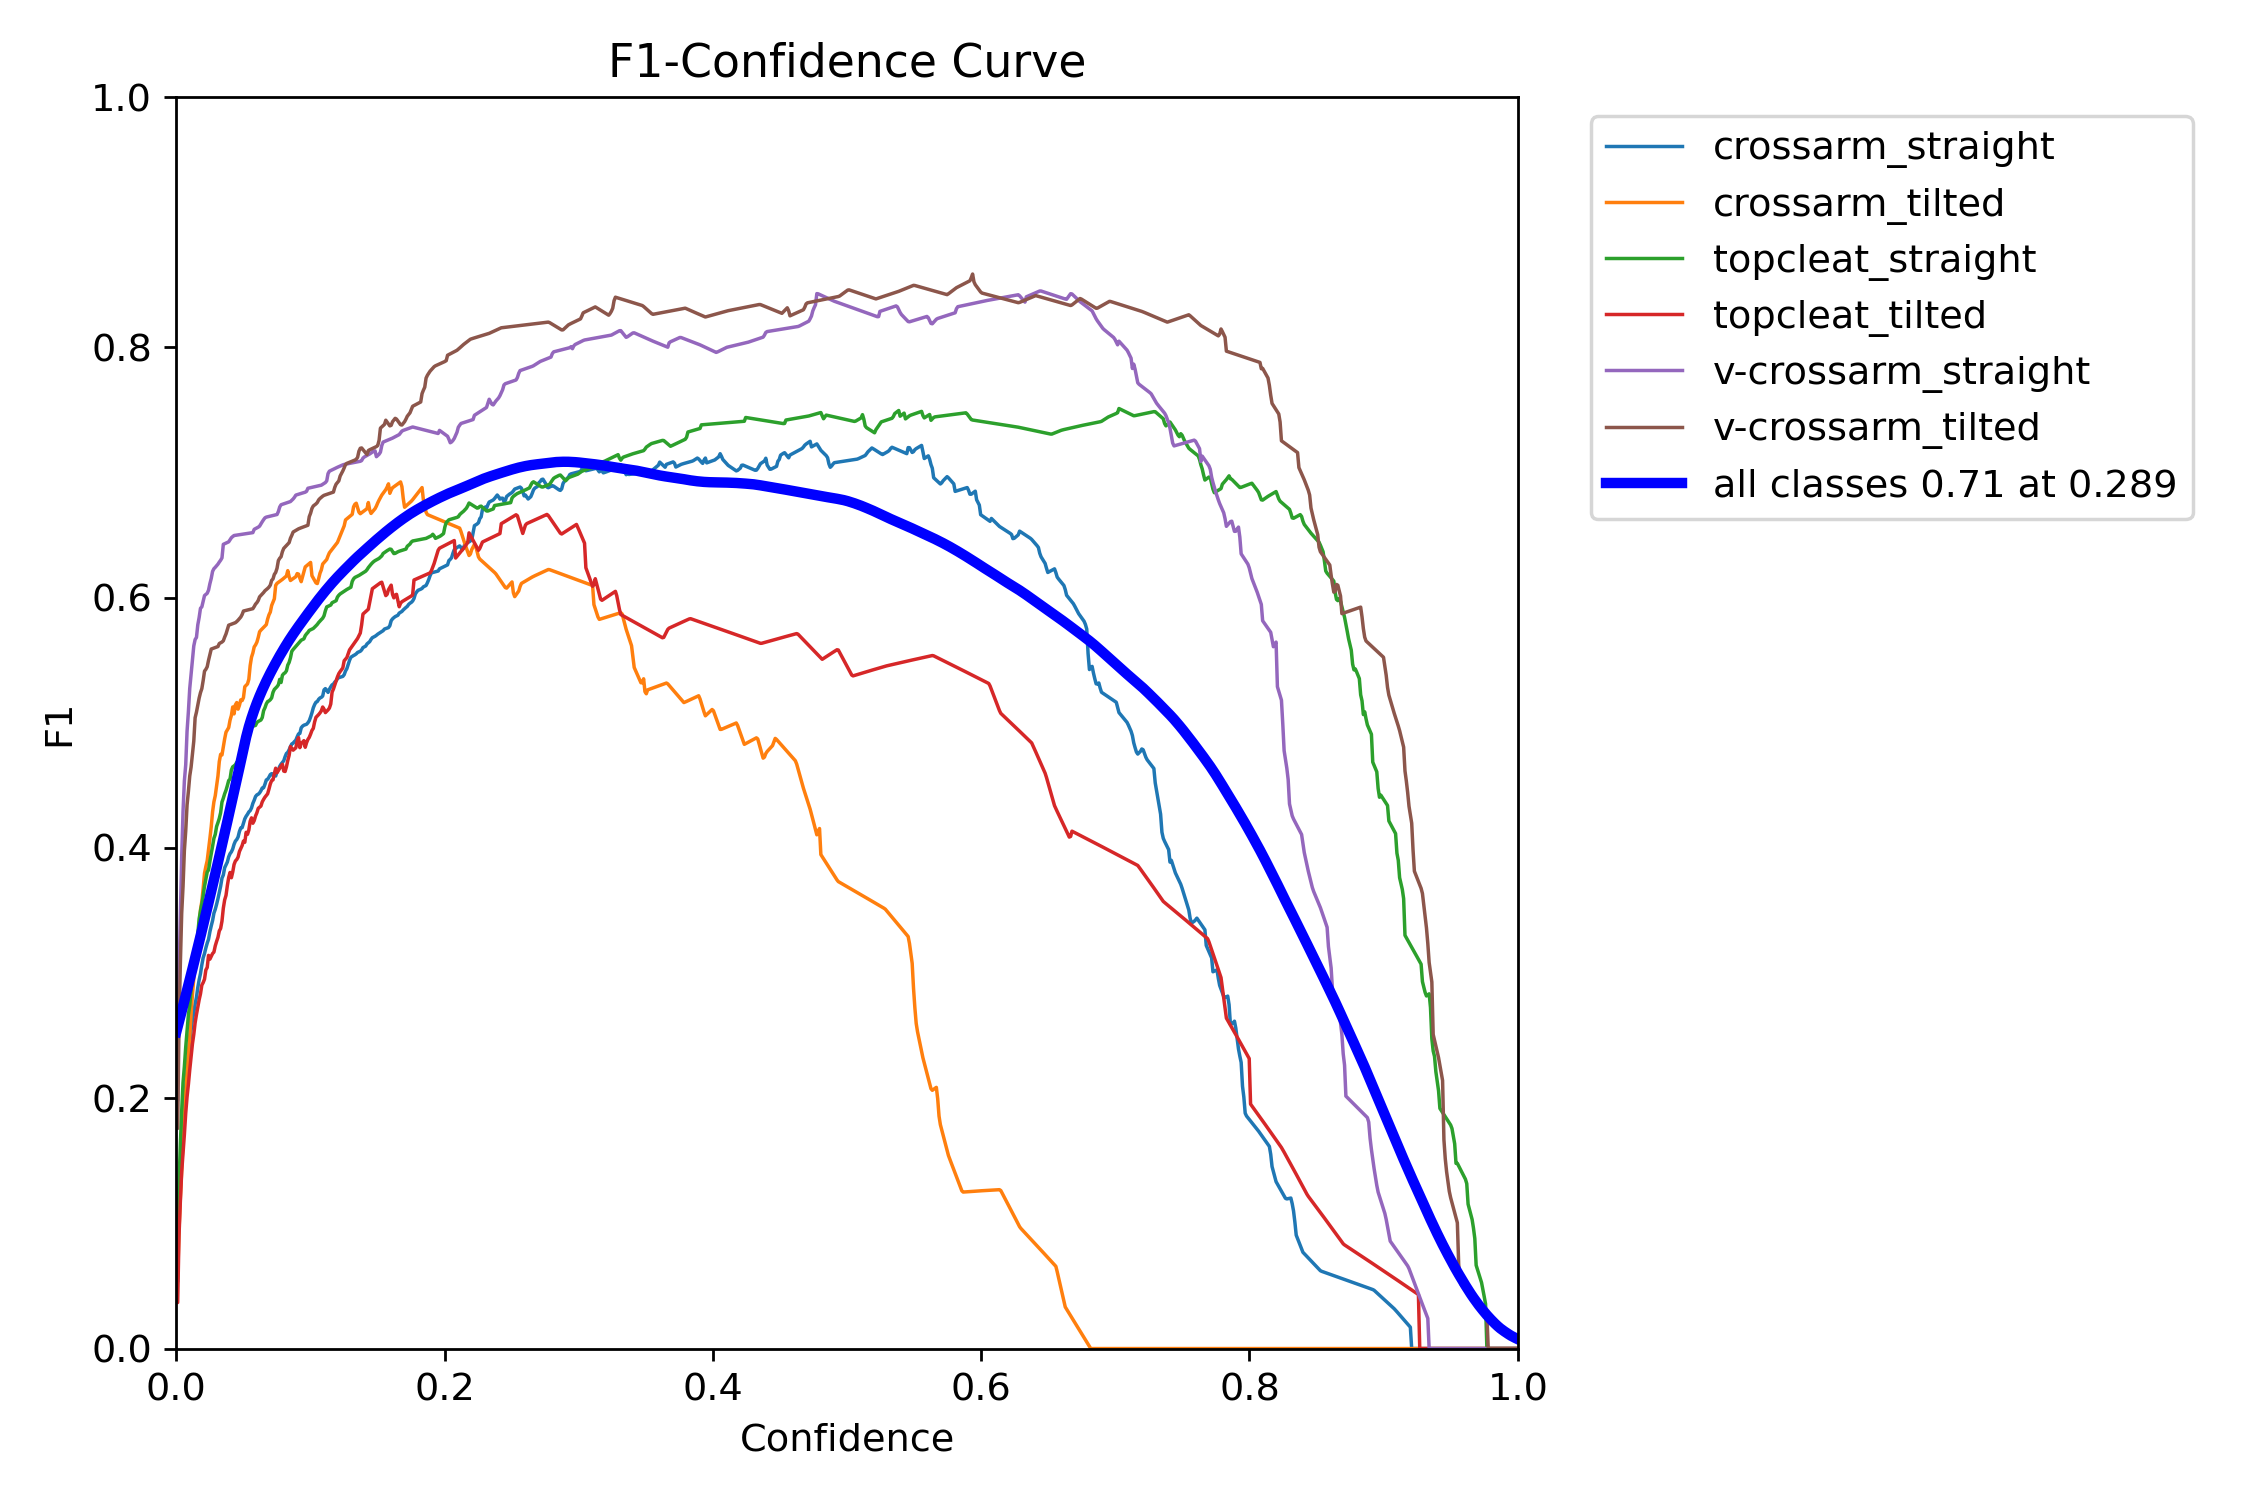 F1-Confidence Curve
1.0
0.8
0.6
0.4
0.2
0.0
F1
0.0 0.2 0.4 0.6 0.8 1.0
Confidence
crossarm_straight
crossarm_tilted
topcleat_straight
topcleat_tilted
v-crossarm_straight
v-crossarm_tilted
all classes 0.71 at 0.289